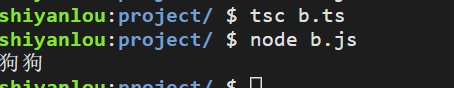 shiyanlou:project/ $ tsc b.ts
shiyanlou:project/ $ node b.js
狗狗
shiyanlou:project/ $